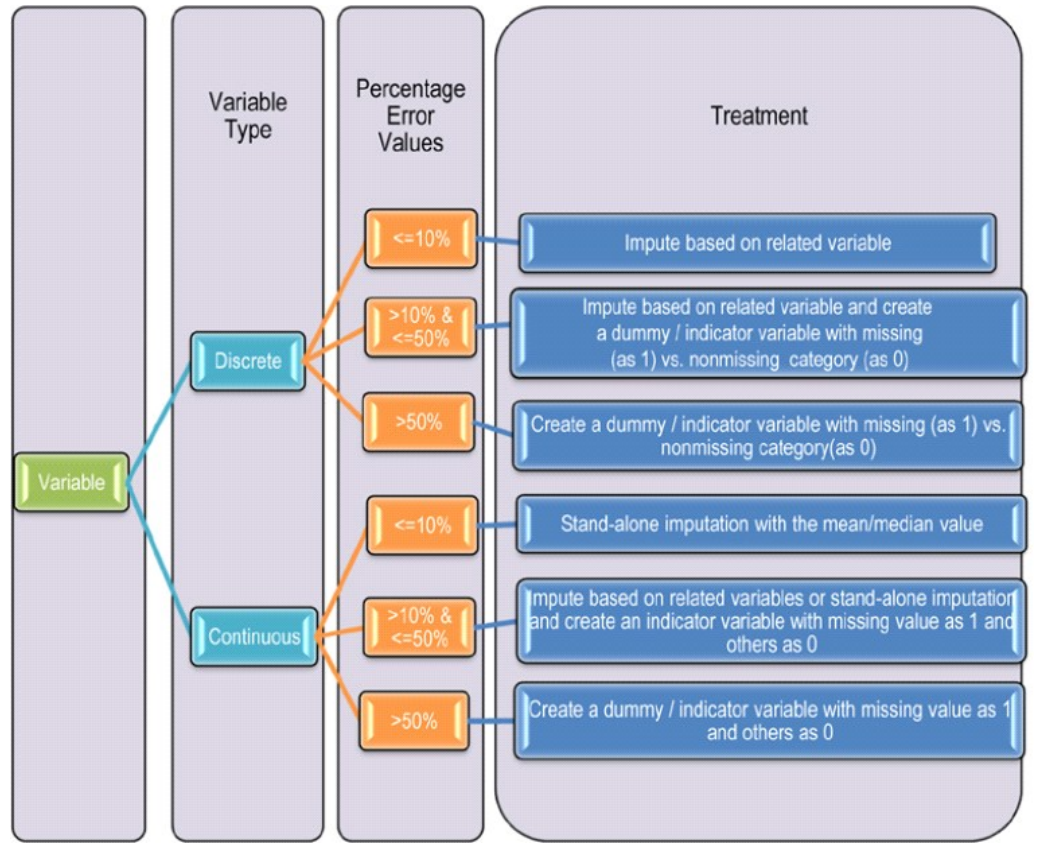 Variable
Type
Percentage
Error
Values
Treatment
Variable
Discrete
<=10%
Impute based on related variable
>10% &
<=50%
Impute based on related variable and create
a dummy / indicator variable with missing
(as 1) vs. nonmissing category (as 0)
>50%
Create a dummy / indicator variable with missing (as 1) vs.
nonmissing category(as 0)
Continuous
<=10%
Stand-alone imputation with the mean/median value
>10% &
<=50%
Impute based on related variables or stand-alone imputation
and create an indicator variable with missing value as 1 and
others as 0
>50%
Create a dummy / indicator variable with missing value as 1
and others as 0